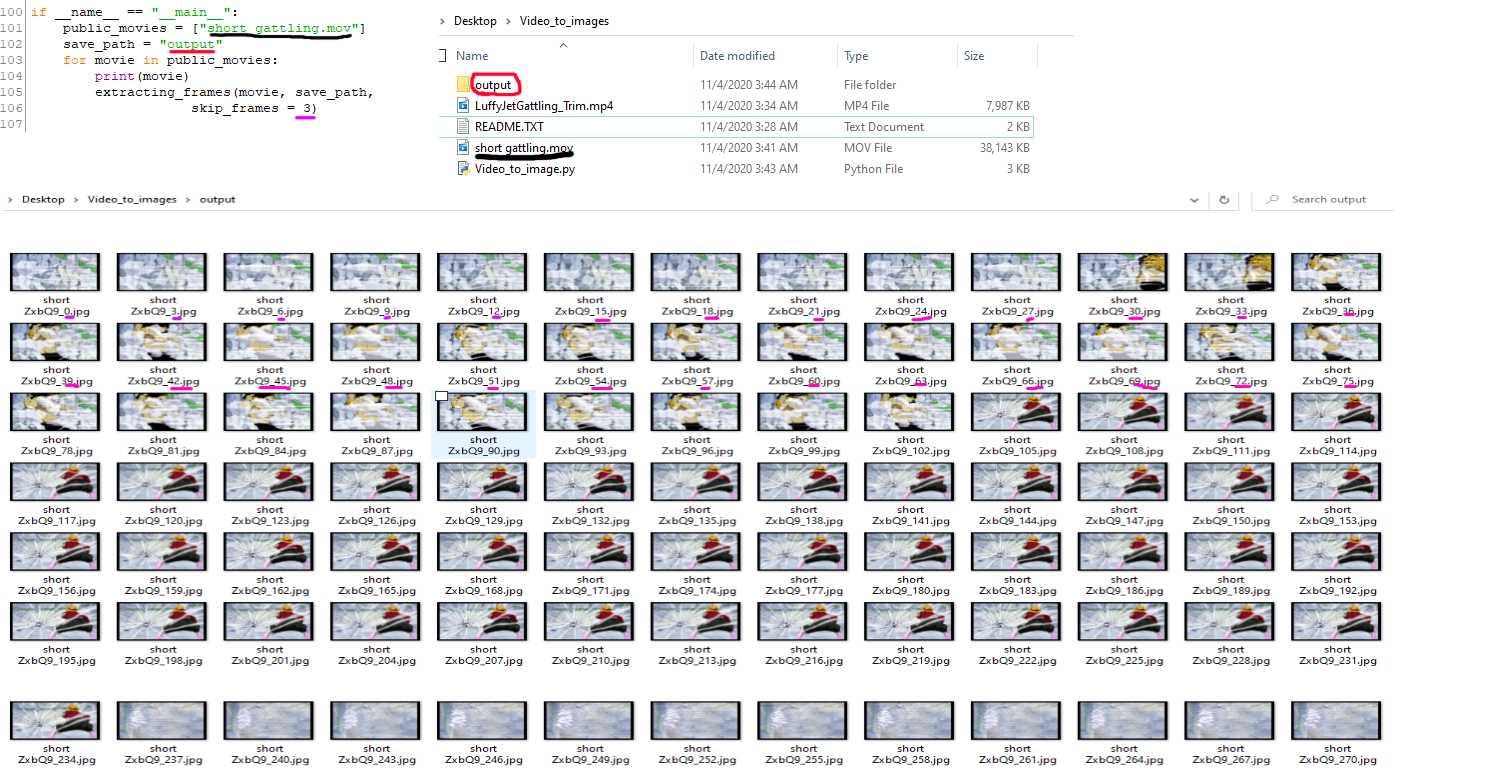 100 if __name__ == "__main__":
101 public_movies = ["short gattling.mov"]
102 save_path = "output"
103 for movie in public_movies:
104 print(movie)
105 extracting_frames(movie, save_path,
106 skip_frames = 3)
107
> Desktop > Video_to_images
Name Date modified Type Size
output 11/4/2020 3:44 AM File folder
LuffyJetGattling_Trim.mp4 11/4/2020 3:34 AM MP4 File 7,987 KB
README.TXT 11/4/2020 3:28 AM Text Document 2 KB
short gattling.mov 11/4/2020 3:41 AM MOV File 38,143 KB
Video_to_image.py 11/4/2020 3:43 AM Python File 3 KB
> Desktop > Video_to_images > output Search output
short short short short short short short short short short short short short
ZxbQ9_0.jpg ZxbQ9_3.jpg ZxbQ9_6.jpg ZxbQ9_9.jpg ZxbQ9_12.jpg ZxbQ9_15.jpg ZxbQ9_18.jpg ZxbQ9_21.jpg ZxbQ9_24.jpg ZxbQ9_27.jpg ZxbQ9_30.jpg ZxbQ9_33.jpg ZxbQ9_36.jpg
short short short short short short short short short short short short short
ZxbQ9_39.jpg ZxbQ9_42.jpg ZxbQ9_45.jpg ZxbQ9_48.jpg ZxbQ9_51.jpg ZxbQ9_54.jpg ZxbQ9_57.jpg ZxbQ9_60.jpg ZxbQ9_63.jpg ZxbQ9_66.jpg ZxbQ9_69.jpg ZxbQ9_72.jpg ZxbQ9_75.jpg
short short short short short short short short short short short short short
ZxbQ9_78.jpg ZxbQ9_81.jpg ZxbQ9_84.jpg ZxbQ9_87.jpg ZxbQ9_90.jpg ZxbQ9_93.jpg ZxbQ9_96.jpg ZxbQ9_99.jpg ZxbQ9_102.jpg ZxbQ9_105.jpg ZxbQ9_108.jpg ZxbQ9_111.jpg ZxbQ9_114.jpg
short short short short short short short short short short short short short
ZxbQ9_117.jpg ZxbQ9_120.jpg ZxbQ9_123.jpg ZxbQ9_126.jpg ZxbQ9_129.jpg ZxbQ9_132.jpg ZxbQ9_135.jpg ZxbQ9_138.jpg ZxbQ9_141.jpg ZxbQ9_144.jpg ZxbQ9_147.jpg ZxbQ9_150.jpg ZxbQ9_153.jpg
short short short short short short short short short short short short short
ZxbQ9_156.jpg ZxbQ9_159.jpg ZxbQ9_162.jpg ZxbQ9_165.jpg ZxbQ9_168.jpg ZxbQ9_171.jpg ZxbQ9_174.jpg ZxbQ9_177.jpg ZxbQ9_180.jpg ZxbQ9_183.jpg ZxbQ9_186.jpg ZxbQ9_189.jpg ZxbQ9_192.jpg
short short short short short short short short short short short short short
ZxbQ9_195.jpg ZxbQ9_198.jpg ZxbQ9_201.jpg ZxbQ9_204.jpg ZxbQ9_207.jpg ZxbQ9_210.jpg ZxbQ9_213.jpg ZxbQ9_216.jpg ZxbQ9_219.jpg ZxbQ9_222.jpg ZxbQ9_225.jpg ZxbQ9_228.jpg ZxbQ9_231.jpg
short short short short short short short short short short short short short
ZxbQ9_234.jpg ZxbQ9_237.jpg ZxbQ9_240.jpg ZxbQ9_243.jpg ZxbQ9_246.jpg ZxbQ9_249.jpg ZxbQ9_252.jpg ZxbQ9_255.jpg ZxbQ9_258.jpg ZxbQ9_261.jpg ZxbQ9_264.jpg ZxbQ9_267.jpg ZxbQ9_270.jpg